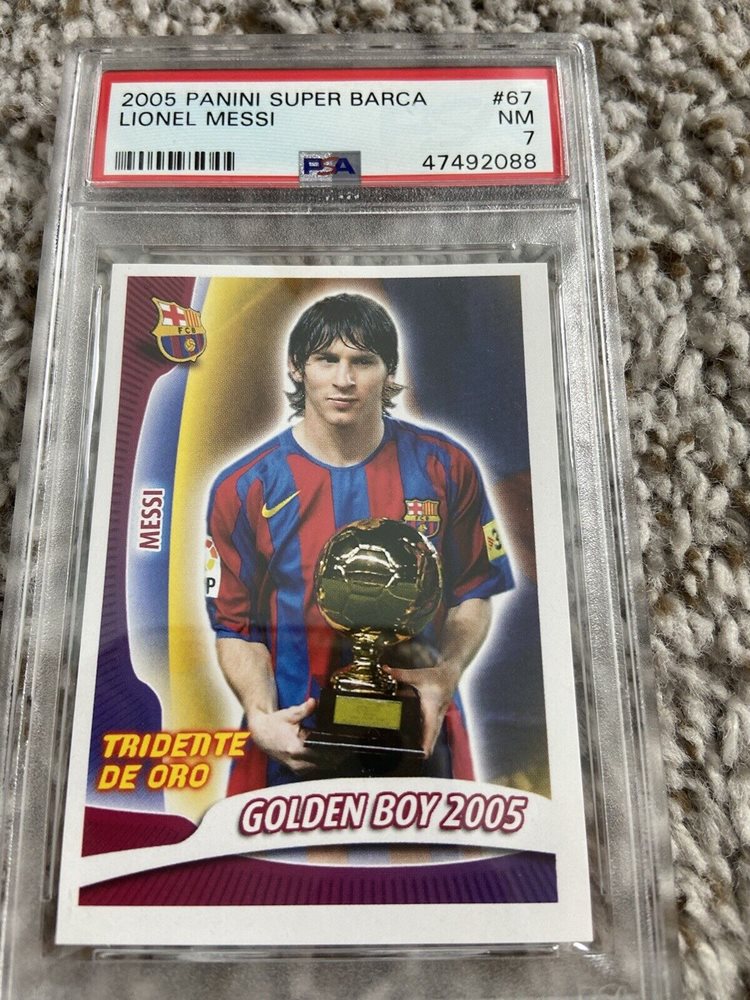 2005 PANINI SUPER BARCA #67
LIONEL MESSI NM
7
PSA 47492088
FCB
MESSI
3
P
TRIDENTE
DE ORO
GOLDEN BOY 2005